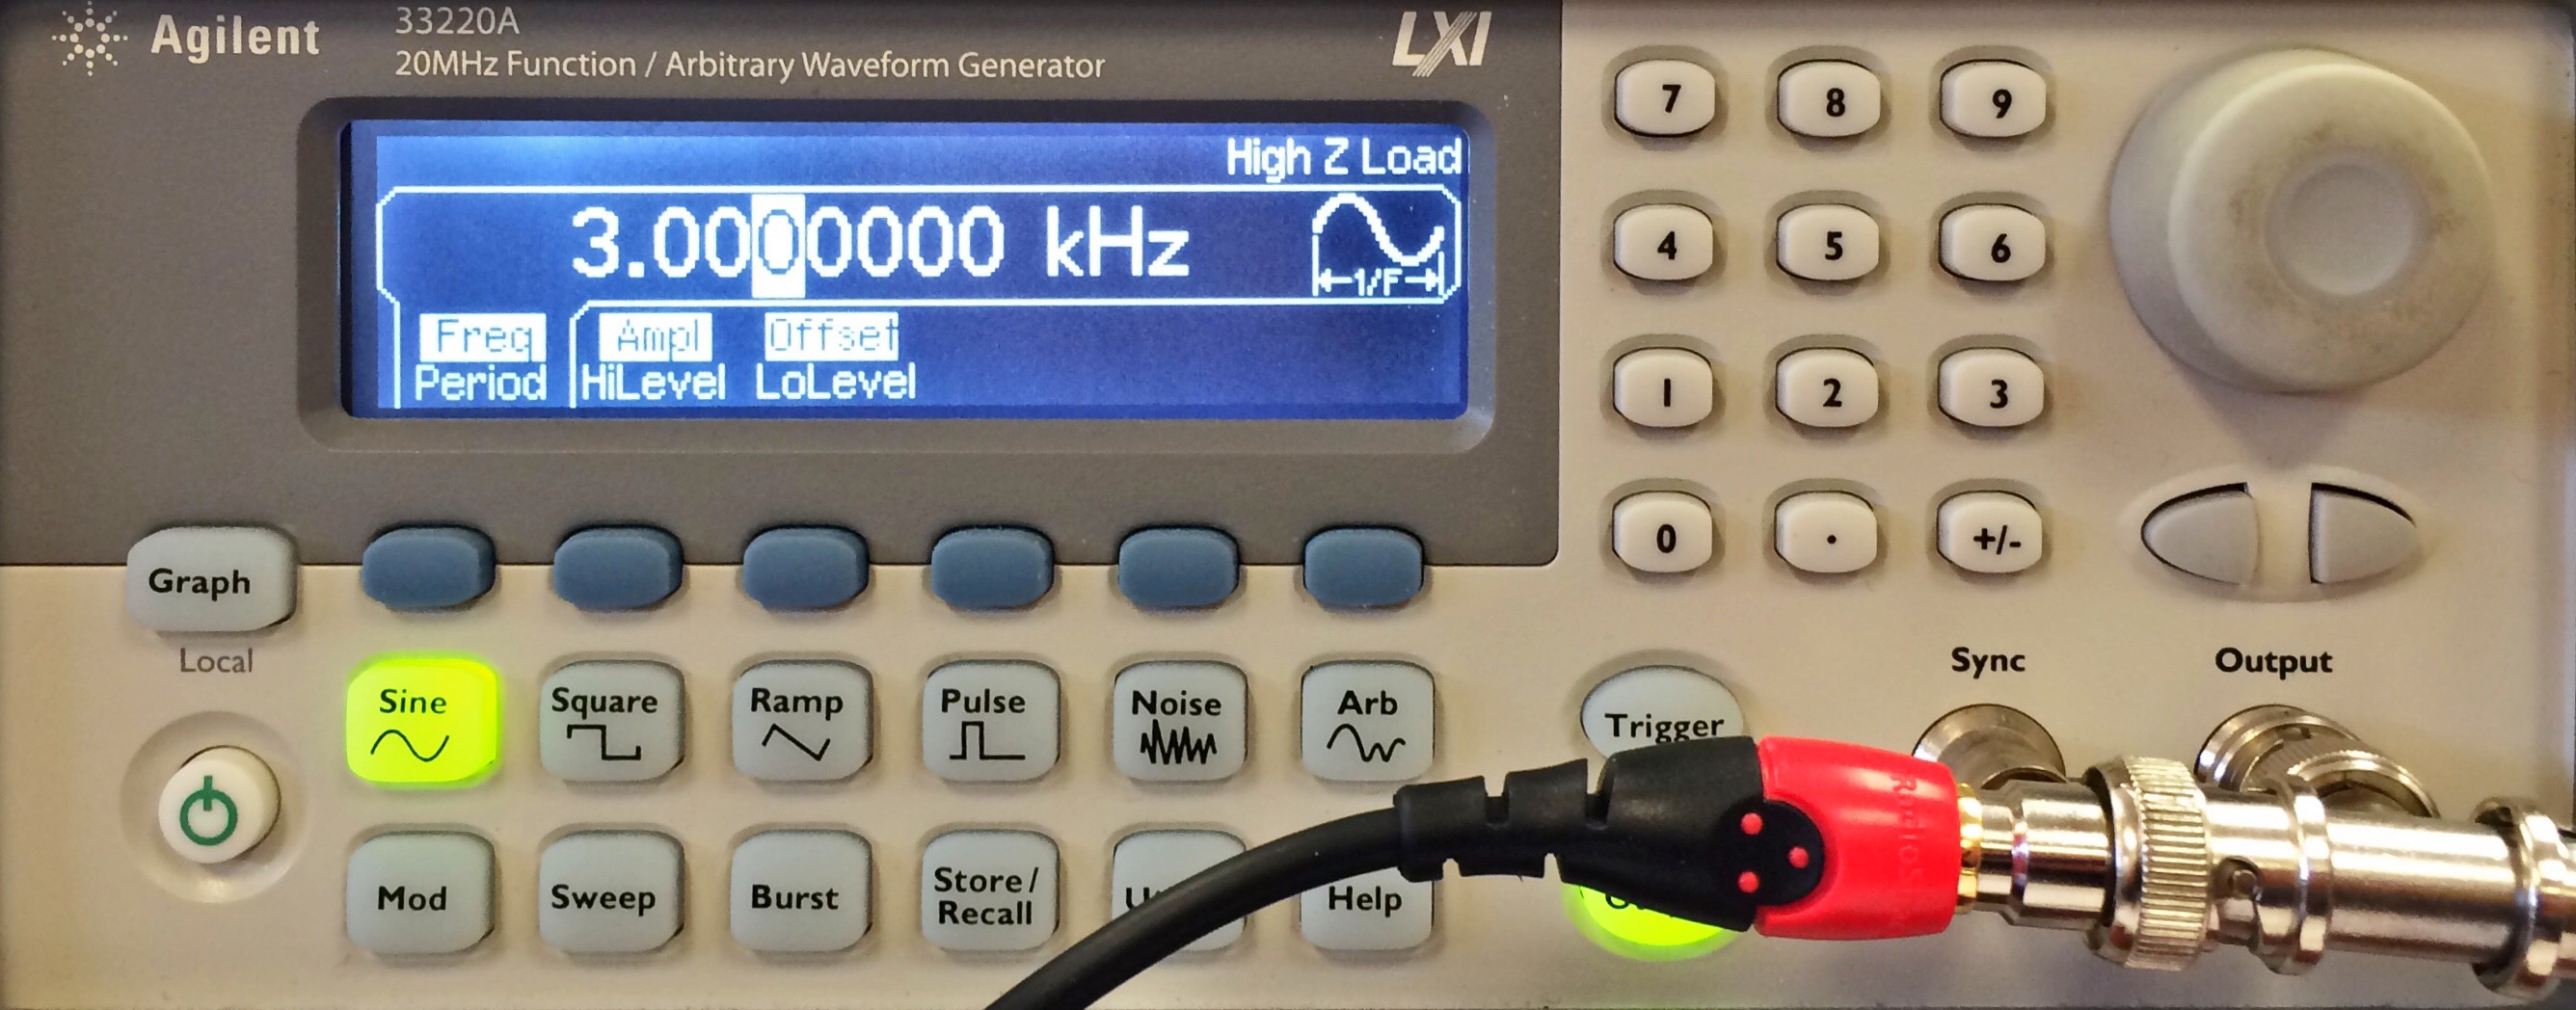 Agilent
33220A
20MHz Function / Arbitrary Waveform Generator
LXI
High Z Load
3.0000000 kHz
1/F
Freq Ampl Offset
Period HiLevel LoLevel
7 8 9
4 5 6
1 2 3
0 . +/-
Graph
Local
Sync
Output
Sine Square Ramp Pulse Noise Arb
Trigger
Mod Sweep Burst Store/
Recall
Help